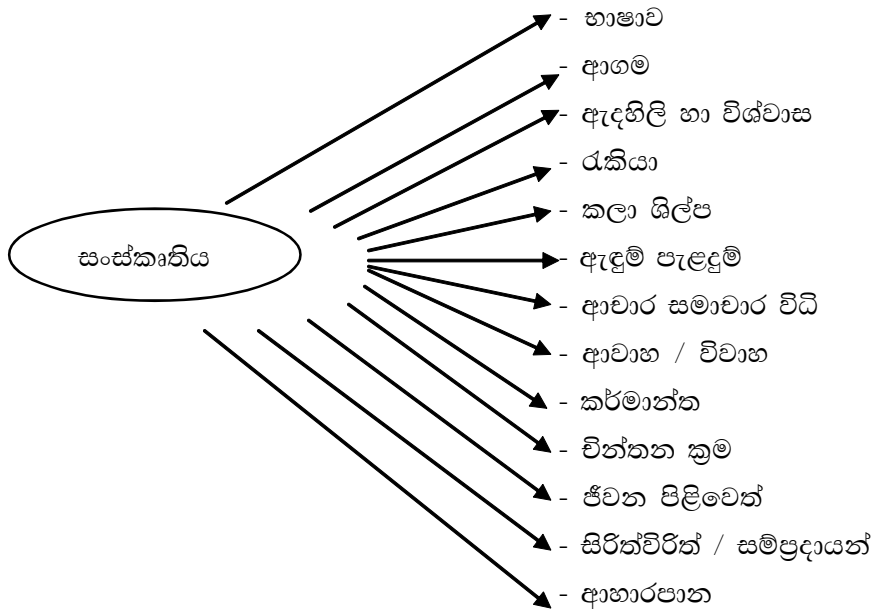 - භාෂාව
- ආගම
- ඇදහිලි හා විශ්වාස
- රැකියා
- කලා ශිල්ප
සංස්කෘතිය
- ඇඳුම් පැළඳුම්
- ආචාර සමාචාර විධි
- ආවාහ / විවාහ
- කර්මාන්ත
- චින්තන ක්‍රම
- ජීවන පිළිවෙත්
- සිරිත්විරිත් / සම්ප්‍රදායන්
- ආහාරපාන